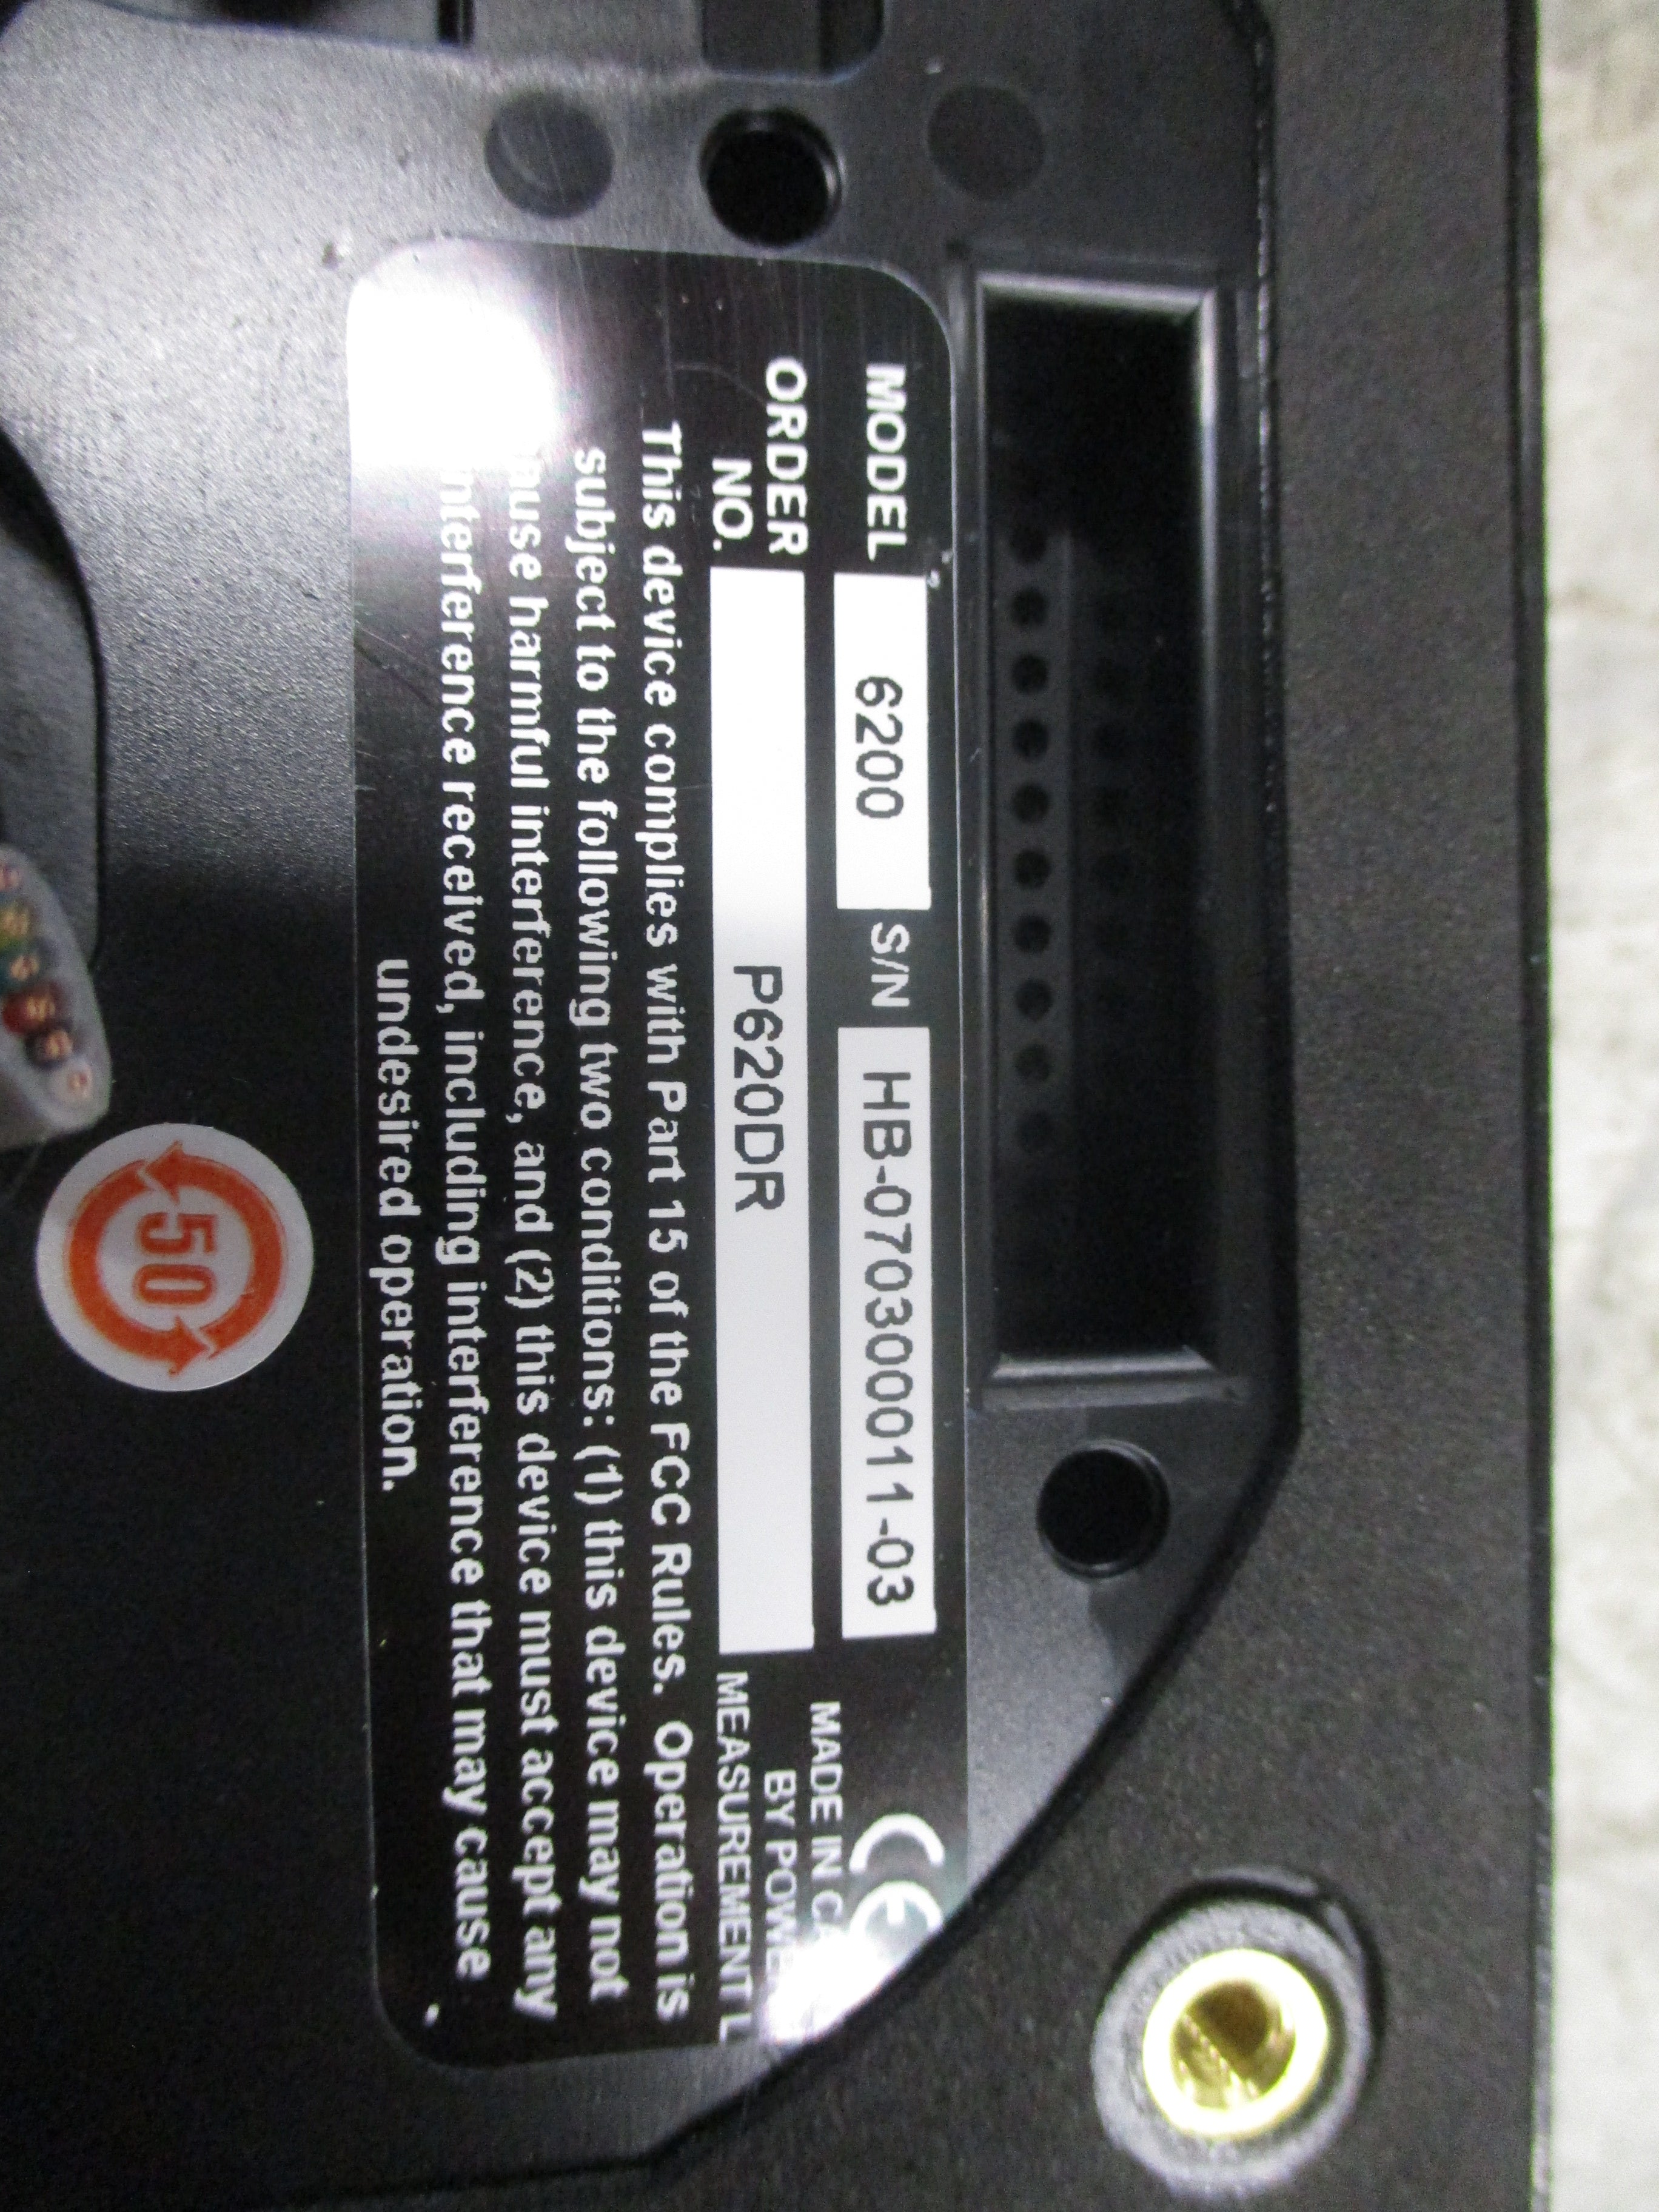 MODEL 6200 S/N HB-0703000011-03
ORDER NO. P620DR
MADE IN
BY POWER
MEASUREMENT
This device complies with Part 15 of the FCC Rules. Operation is
subject to the following two conditions: (1) this device may not
harmful interference, and (2) this device must accept any
interference received, including interference that may cause
undesired operation.
50